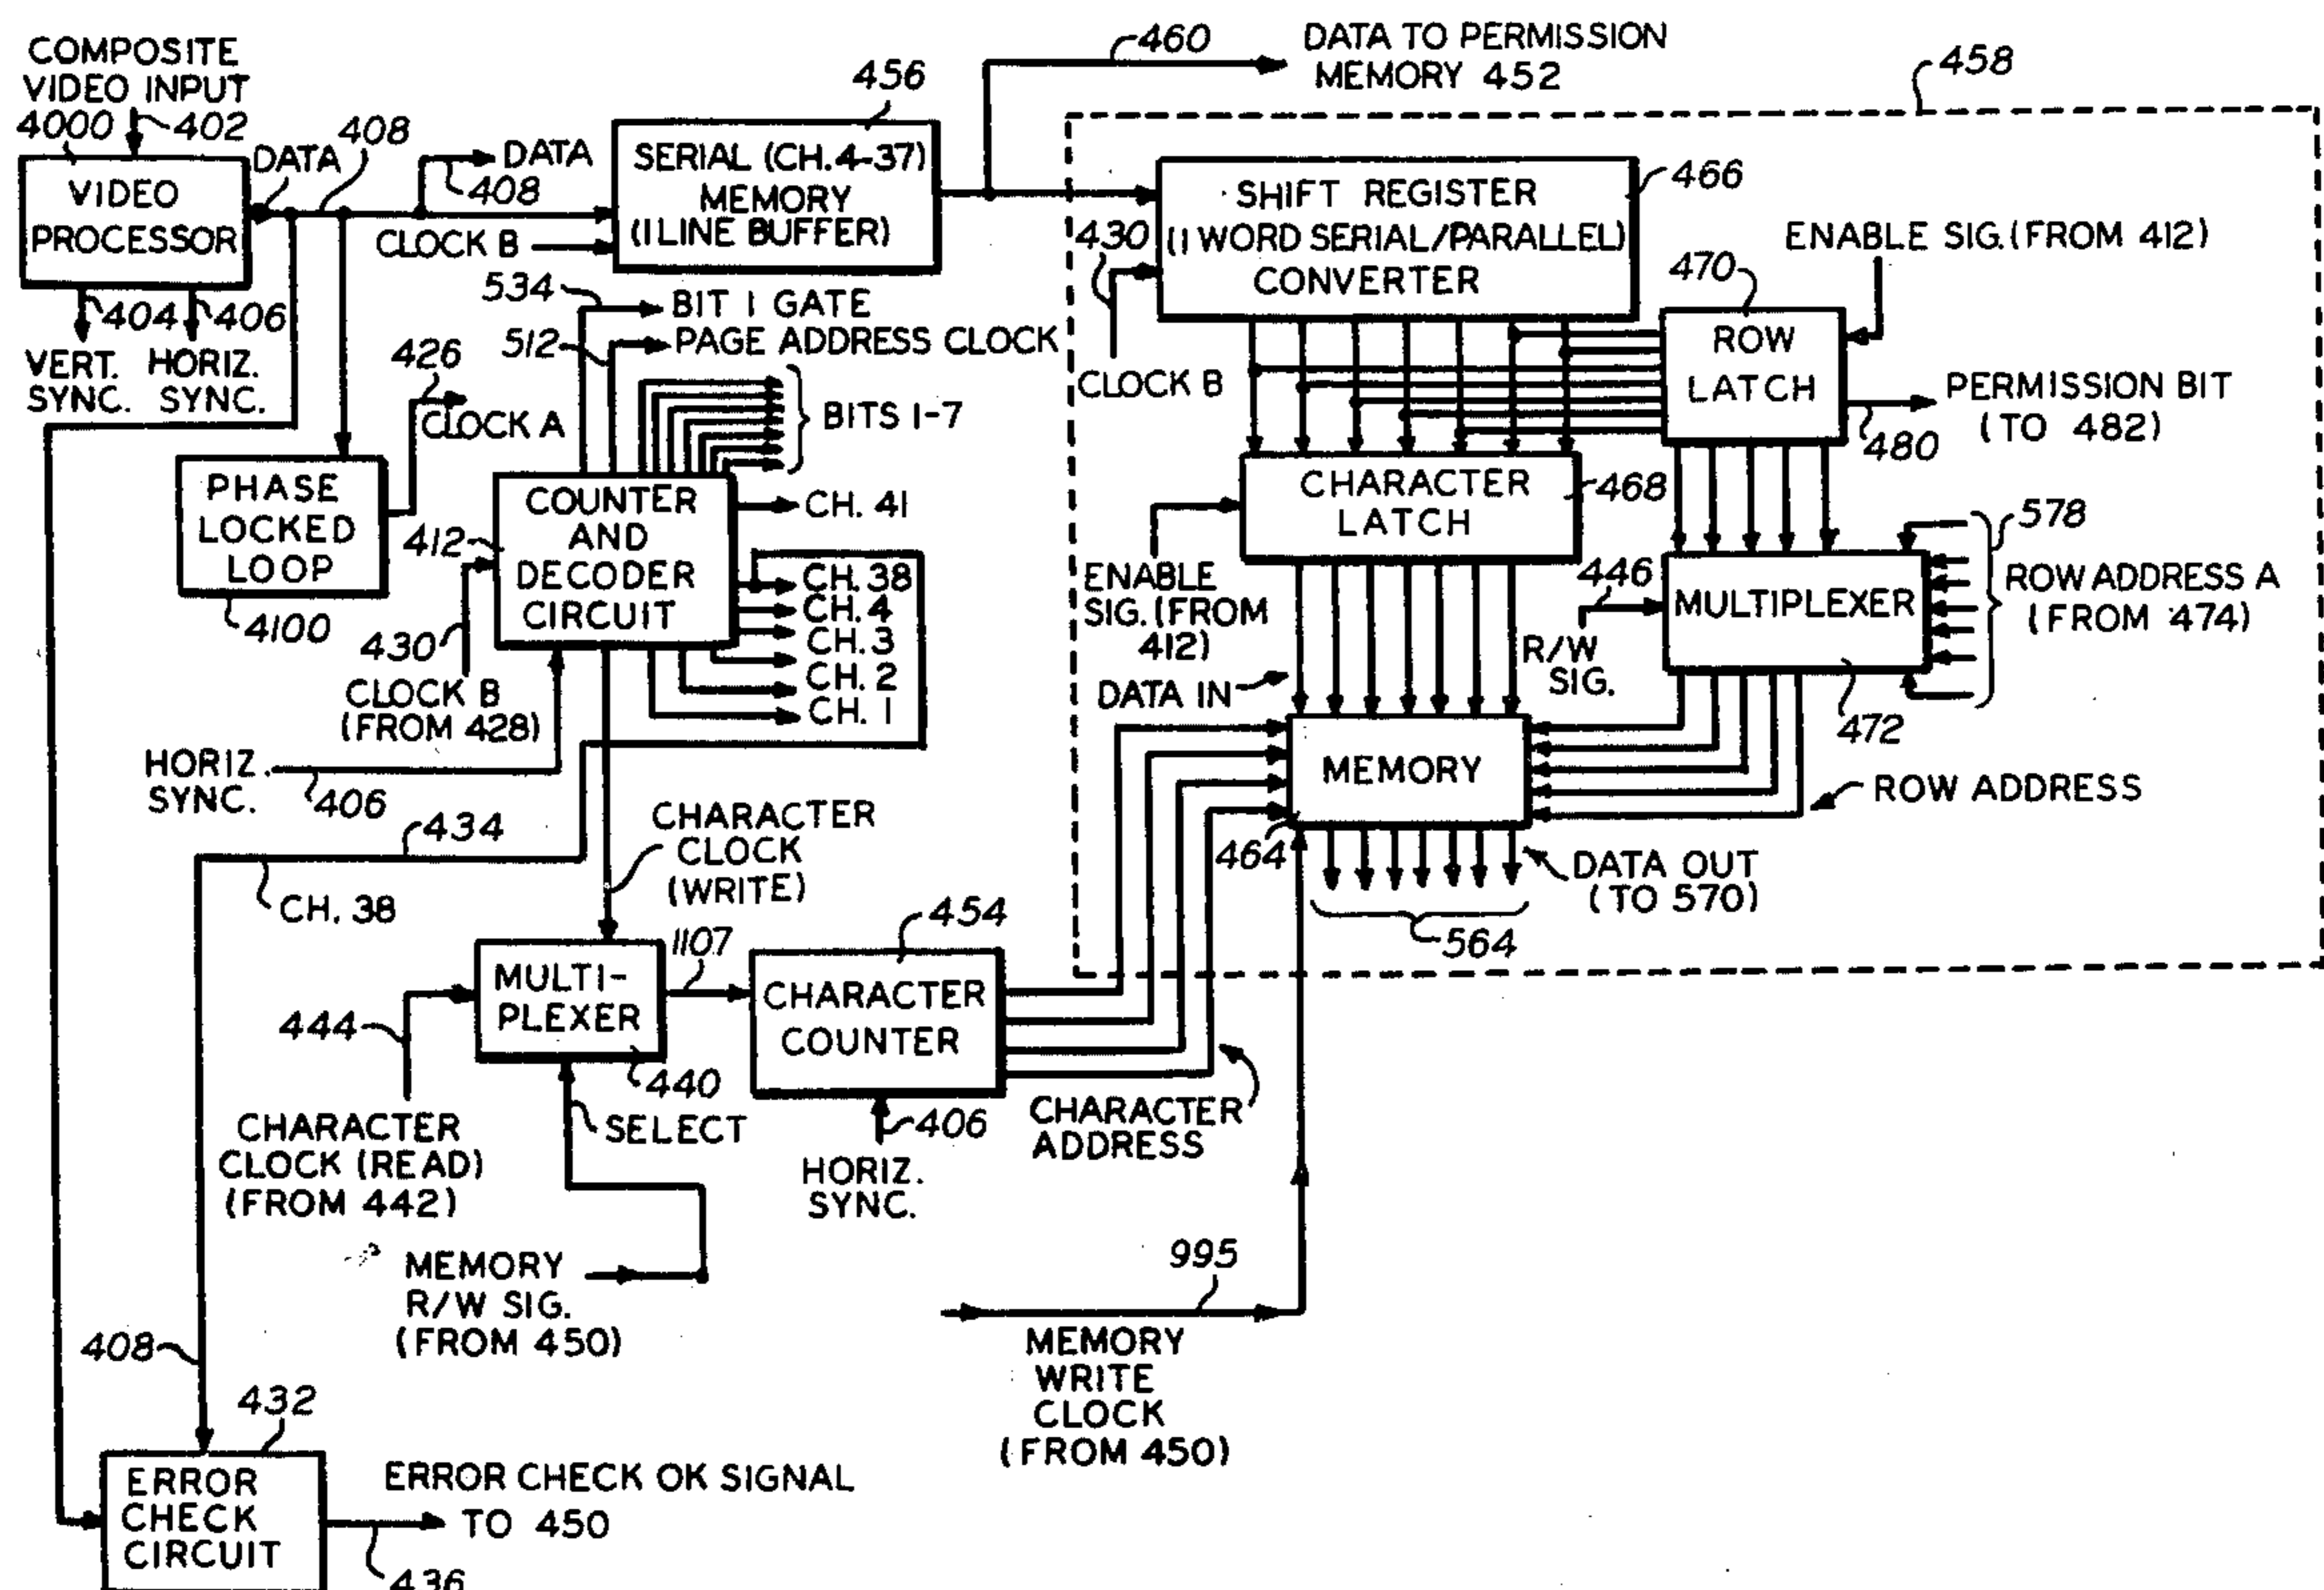 COMPOSITE
VIDEO INPUT
4000
402
VIDEO
PROCESSOR
DATA
408
DATA
408
CLOCK B
404
406
VERT.
SYNC.
HORIZ.
SYNC.
456
SERIAL (CH. 4-37)
MEMORY
(1 LINE BUFFER)
460
DATA TO PERMISSION
MEMORY 452
458
534
BIT 1 GATE
512
PAGE ADDRESS CLOCK
426
CLOCK A
BITS 1-7
PHASE
LOCKED
LOOP
4100
412
COUNTER
AND
DECODER
CIRCUIT
CH. 41
CH. 38
CH. 4
CH. 3
CH. 2
CH. 1
430
CLOCK B
(FROM 428)
HORIZ.
SYNC.
406
434
CH. 38
CHARACTER
CLOCK
(WRITE)
SHIFT REGISTER
(1 WORD SERIAL/PARALLEL)
CONVERTER
466
430
CLOCK B
470
ROW
LATCH
ENABLE SIG. (FROM 412)
PERMISSION BIT
(TO 482)
480
CHARACTER
LATCH
468
ENABLE
SIG. (FROM
412)
446
R/W
SIG.
MULTIPLEXER
472
578
ROW ADDRESS A
(FROM 474)
DATA IN
MEMORY
464
ROW ADDRESS
DATA OUT
(TO 570)
564
MULTI-
PLEXER
440
1107
454
CHARACTER
COUNTER
444
CHARACTER
CLOCK (READ)
(FROM 442)
SELECT
406
HORIZ.
SYNC.
CHARACTER
ADDRESS
MEMORY
R/W SIG.
(FROM 450)
995
MEMORY
WRITE
CLOCK
(FROM 450)
408
432
ERROR
CHECK
CIRCUIT
ERROR CHECK OK SIGNAL
TO 450
436